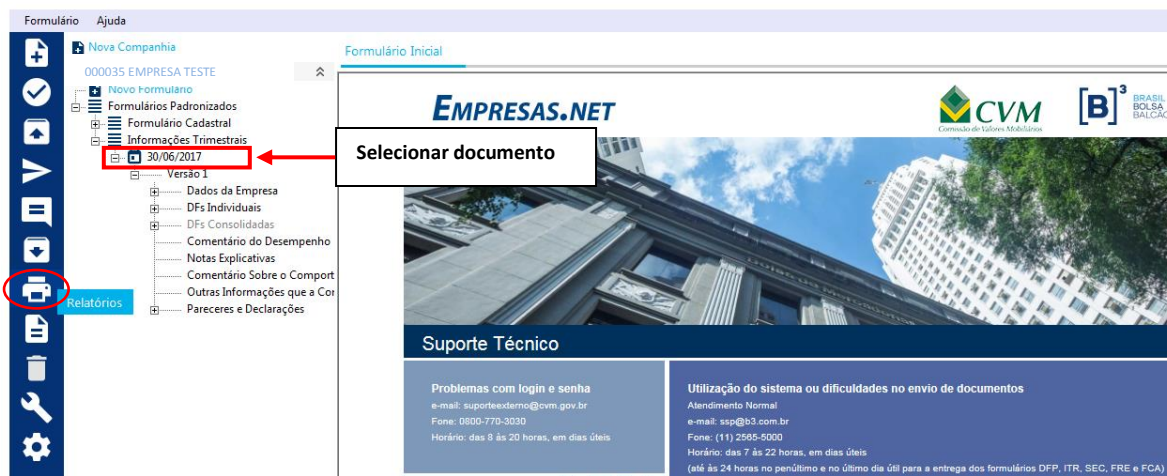 Formulário Ajuda
Nova Companhia
000035 EMPRESA TESTE
Novo Formulário
Formulários Padronizados
Formulário Cadastral
Informações Trimestrais
30/06/2017
Versão 1
Dados da Empresa
DFs Individuais
DFs Consolidadas
Comentário do Desempenho
Notas Explicativas
Comentário Sobre o Comport
Outras Informações que a Cor
Pareceres e Declarações
Relatórios
Selecionar documento
Formulário Inicial
EMPRESAS.NET
CVM
Comissão de Valores Mobiliários
[B]³
BRASIL
BOLSA
BALCÃO
Suporte Técnico
Problemas com login e senha
e-mail: suporteexterno@cvm.gov.br
Fone: 0800-770-3030
Horário: das 8 às 20 horas, em dias úteis
Utilização do sistema ou dificuldades no envio de documentos
Atendimento Normal
e-mail: ssp@b3.com.br
Fone: (11) 2565-5000
Horário: das 7 às 22 horas, em dias úteis
(até às 24 horas no penúltimo e no último dia útil para a entrega dos formulários DFP, ITR, SEC, FRE e FCA)